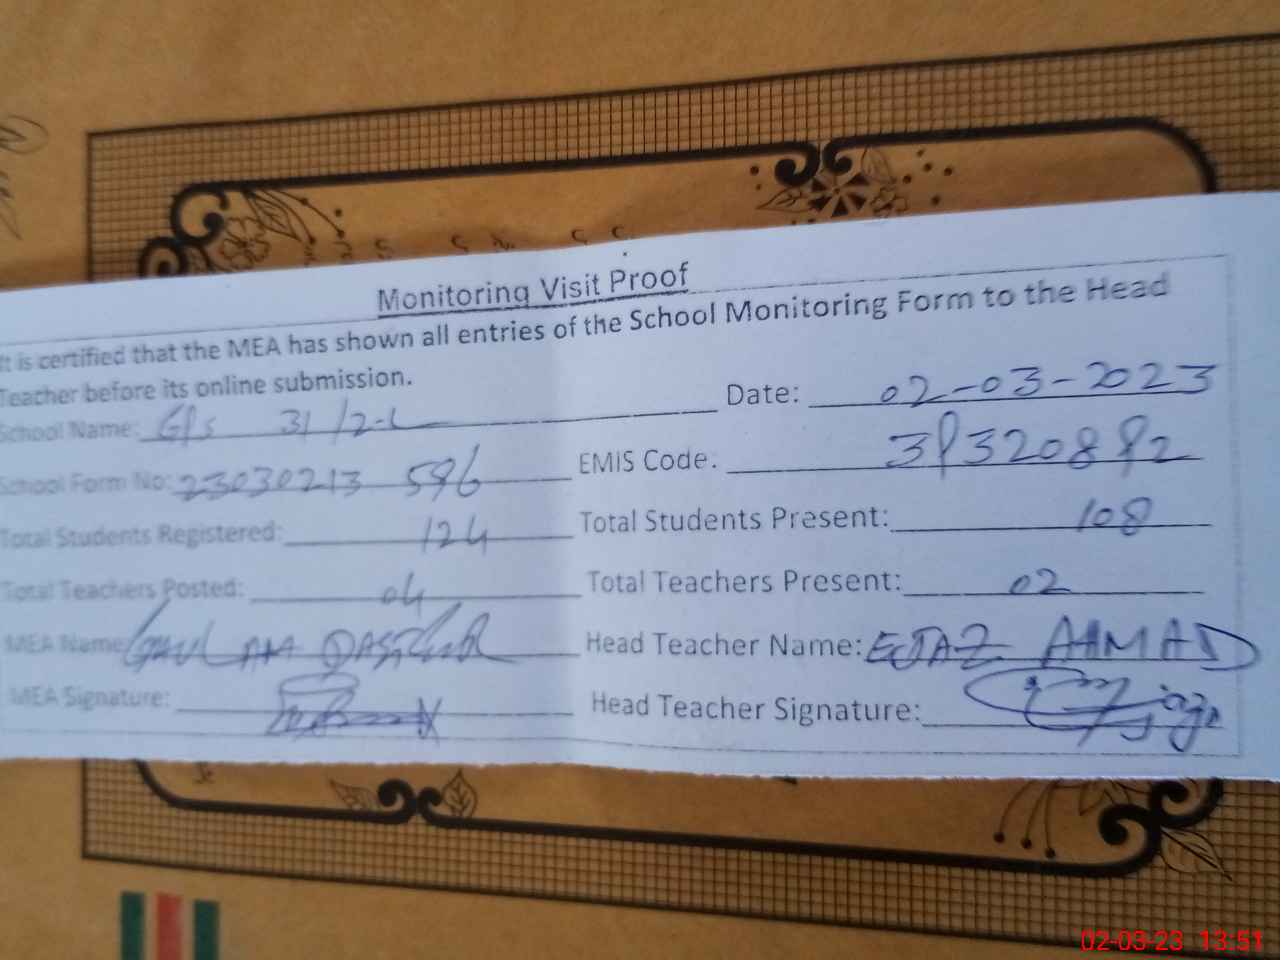 Monitoring Visit Proof
It is certified that the MEA has shown all entries of the School Monitoring Form to the Head
Teacher before its online submission.
Date: 02-03-2023
School Name: G/s 31/2-L
EMIS Code. 39320892
School Form No: 23030213 596
Total Students Registered: 124
Total Students Present: 108
Total Teachers Posted: 04
Total Teachers Present: 02
MEA Name:
Head Teacher Name: EJAZ AHMAD
MEA Signature:
Head Teacher Signature:
02-03-23 13:51